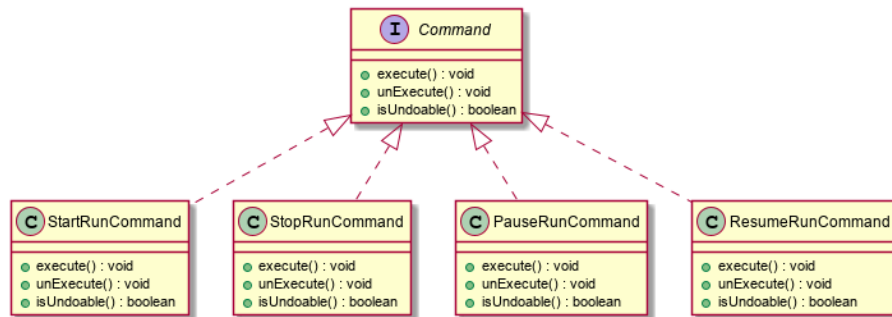 I Command
execute() : void
unExecute() : void
isUndoable() : boolean
C StartRunCommand
execute() : void
unExecute() : void
isUndoable() : boolean
C StopRunCommand
execute() : void
unExecute() : void
isUndoable() : boolean
C PauseRunCommand
execute() : void
unExecute() : void
isUndoable() : boolean
C ResumeRunCommand
execute() : void
unExecute() : void
isUndoable() : boolean